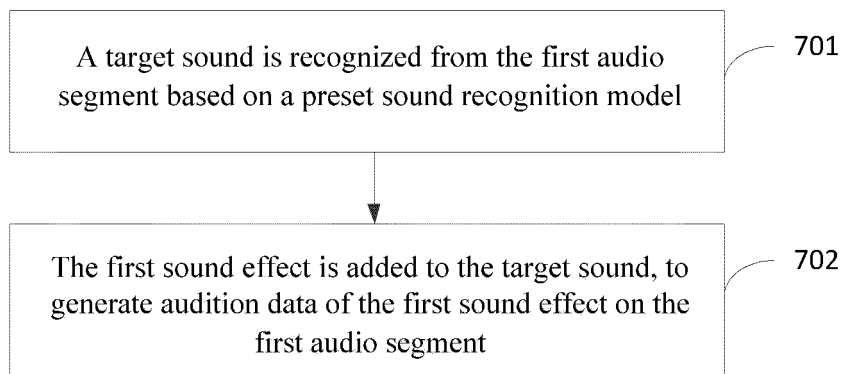 A target sound is recognized from the first audio
segment based on a preset sound recognition model
701
The first sound effect is added to the target sound, to
generate audition data of the first sound effect on the
first audio segment
702